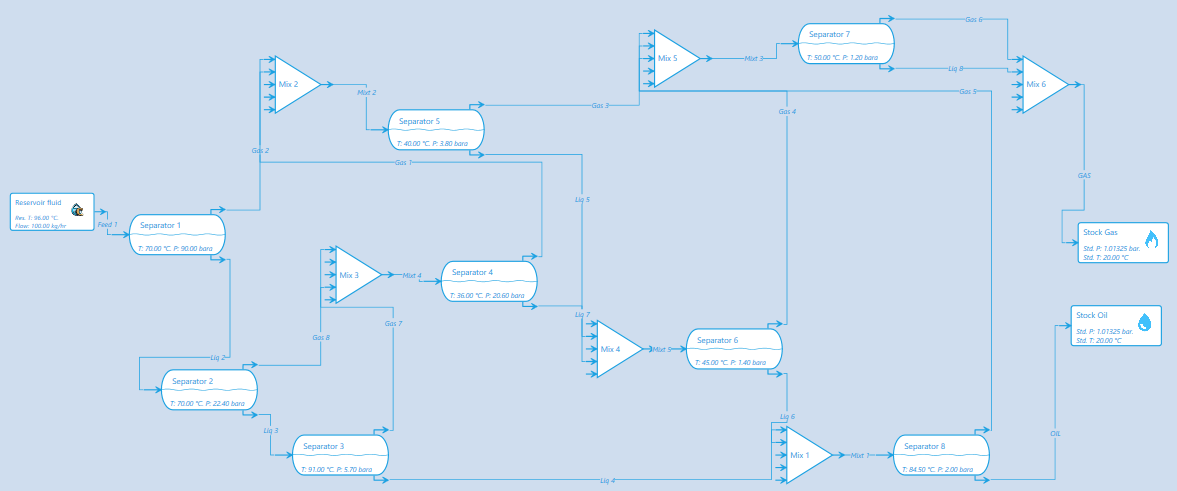 Gas 6
Separator 7
T: 50.00 °C. P: 1.20 bara
Mix 5
Mixt 3
Liq 8
Mix 6
Mix 2
Mixt 2
Gas 3
Gas 5
Gas 4
Separator 5
T: 40.00 °C. P: 3.80 bara
Gas 2
Gas 1
GAS
Reservoir fluid
Res. 1: 96.00 °C.
Flow: 100.00 kg/hr
Feed 1
Separator 1
T: 70.00 °C. P: 90.00 bara
Liq 5
Stock Gas
Std. P: 1.01325 bar.
Std. T: 20.00 °C
Mix 3
Mixt 4
Separator 4
T: 36.00 °C. P: 20.60 bara
Gas 8
Gas 7
Liq 7
Stock Oil
Std. P: 1.01325 bar.
Std. T: 20.00 °C
Liq 2
Mix 4
Mixt 5
Separator 6
T: 45.00 °C. P: 1.40 bara
Separator 2
T: 70.00 °C. P: 22.40 bara
Liq 3
Liq 6
OIL
Separator 3
T: 91.00 °C. P: 5.70 bara
Liq 4
Mix 1
Mixt 1
Separator 8
T: 84.50 °C. P: 2.00 bara